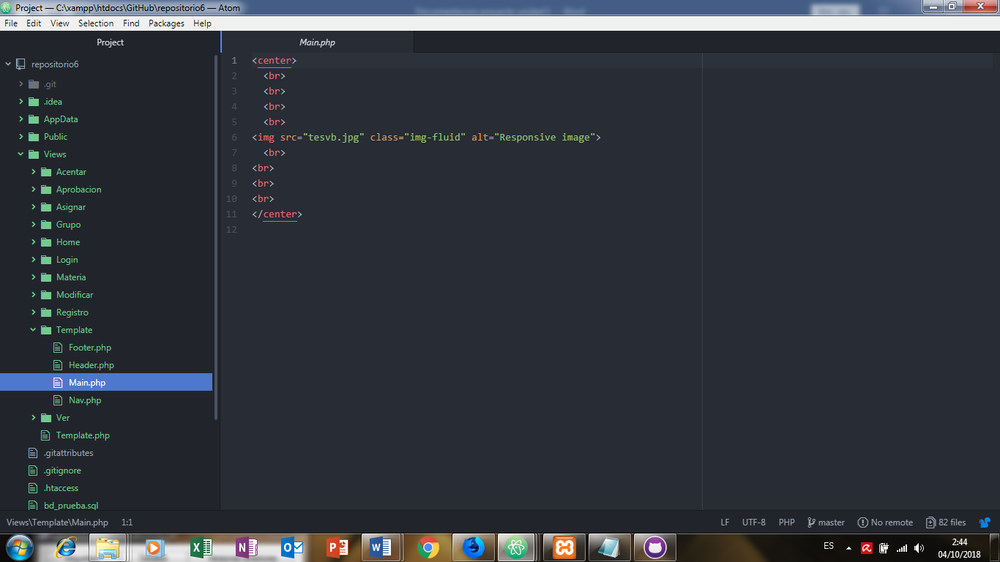 Project — C:\xampp\htdocs\GitHub\repositorio6 — Atom
File Edit View Selection Find Packages Help
Project
repositorio6
.git
.idea
AppData
Public
Views
Acentar
Aprobacion
Asignar
Grupo
Home
Login
Materia
Modificar
Registro
Template
Footer.php
Header.php
Main.php
Nav.php
Ver
Template.php
.gitattributes
.gitignore
.htaccess
bd_prueba.sql
Main.php
1 <center>
2 <br>
3 <br>
4 <br>
5 <br>
6 <img src="tesvb.jpg" class="img-fluid" alt="Responsive image">
7 <br>
8 <br>
9 <br>
10 <br>
11 </center>
12
Views\Template\Main.php 1:1 LF UTF-8 PHP master No remote 82 files
ES
2:44
04/10/2018